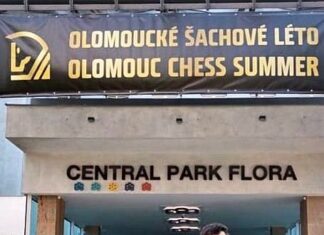 OLOMOUCKÉ ŠACHOVÉ LÉTO
OLOMOUC CHESS SUMMER
CENTRAL PARK FLORA